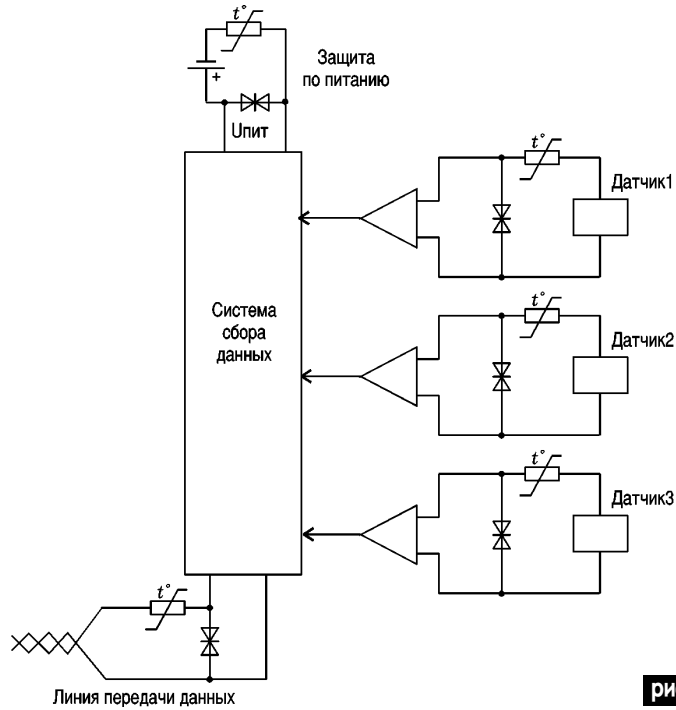 t°
Защита
по питанию
+
Uпит
t°
Датчик1
Система
сбора
данных
t°
Датчик2
t°
Датчик3
t°
Линия передачи данных
ри